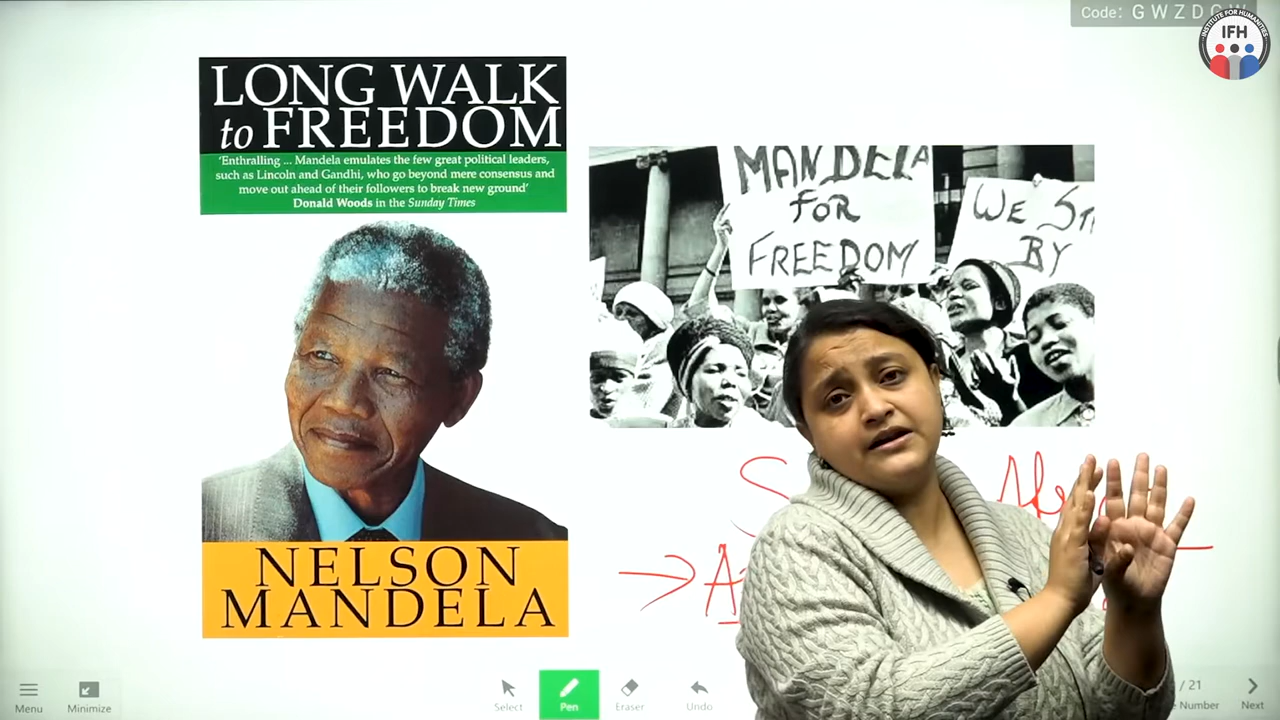 Code: G W Z D G W
INSTITUTE FOR HUMANITIES
IFH
LONG WALK
to FREEDOM
'Enthralling ... Mandela emulates the few great political leaders,
such as Lincoln and Gandhi, who go beyond mere consensus and
move out ahead of their followers to break new ground'
Donald Woods in the Sunday Times
NELSON
MANDELA
MANDELA
FOR
FREEDOM
WE
BY
Menu
Minimize
Select
Pen
Eraser
Undo
/ 21
Number
Next